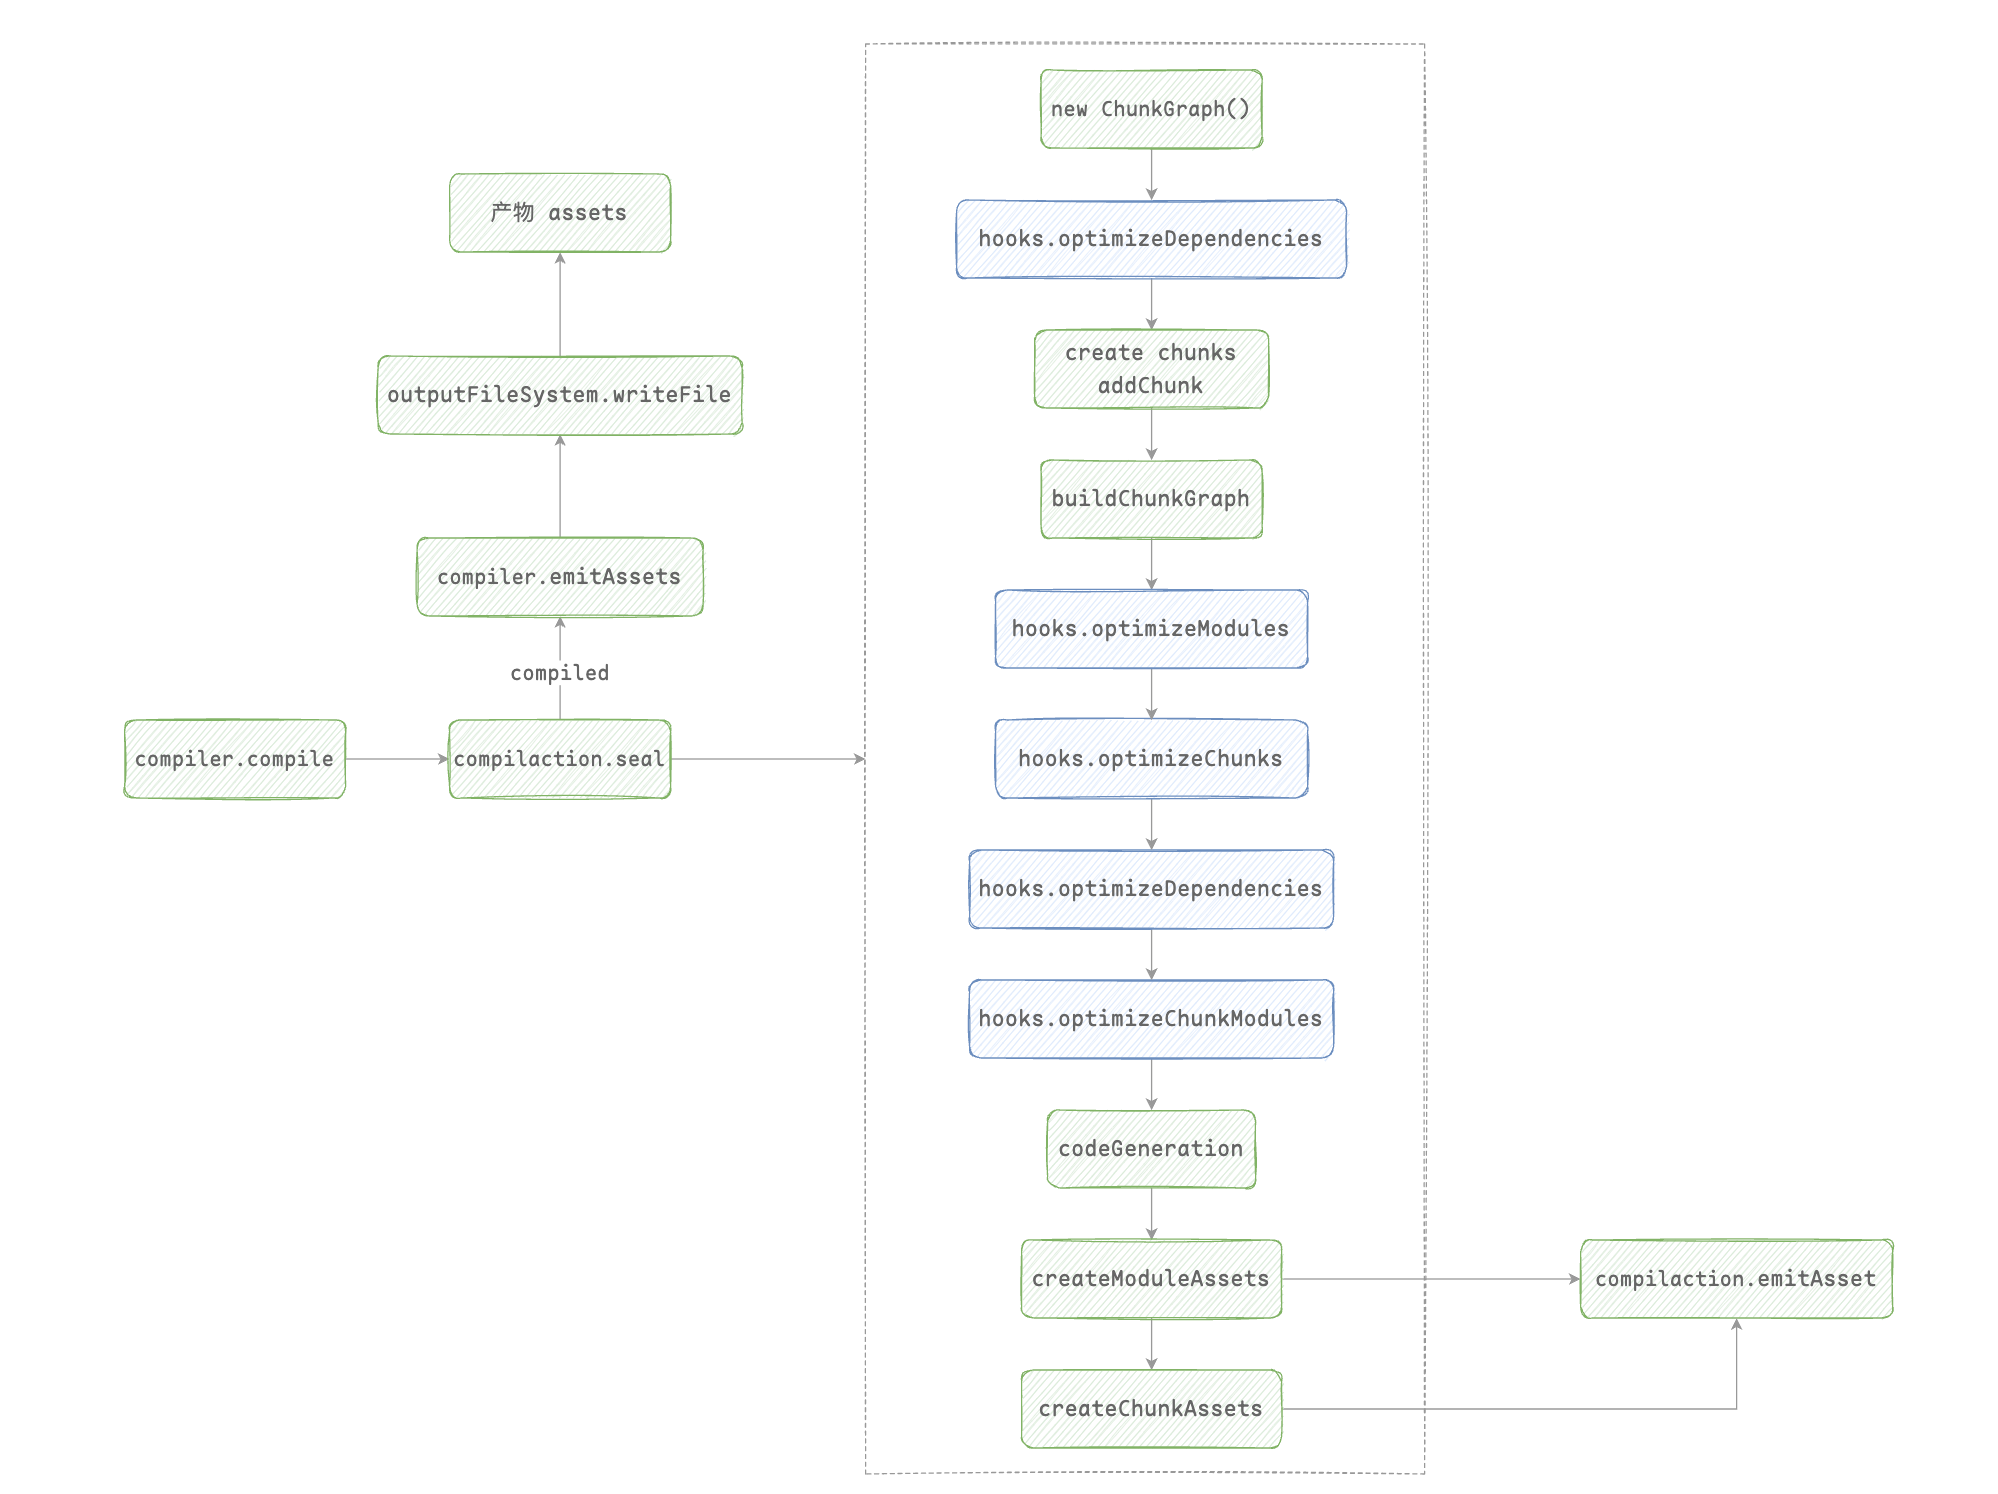 产物 assets
outputFileSystem.writeFile
compiler.emitAssets
compiled
compiler.compile
compilaction.seal
new ChunkGraph()
hooks.optimizeDependencies
create chunks
addChunk
buildChunkGraph
hooks.optimizeModules
hooks.optimizeChunks
hooks.optimizeDependencies
hooks.optimizeChunkModules
codeGeneration
createModuleAssets
compilaction.emitAsset
createChunkAssets